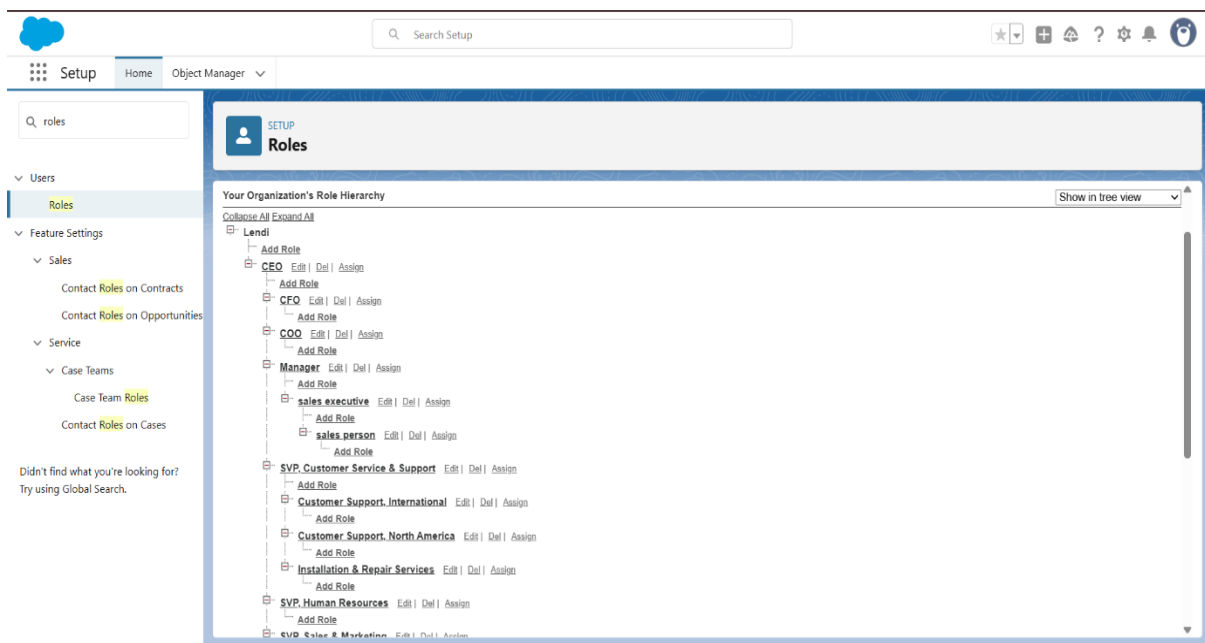 Search Setup
Setup
Home
Object Manager
roles
Users
Roles
Feature Settings
Sales
Contact Roles on Contracts
Contact Roles on Opportunities
Service
Case Teams
Case Team Roles
Contact Roles on Cases
Didn't find what you're looking for?
Try using Global Search.
SETUP
Roles
Your Organization's Role Hierarchy
Show in tree view
Collapse All Expand All
Lendi
Add Role
CEO Edit | Del | Assign
Add Role
CFO Edit | Del | Assign
Add Role
COO Edit | Del | Assign
Add Role
Manager Edit | Del | Assign
Add Role
sales executive Edit | Del | Assign
Add Role
sales person Edit | Del | Assign
Add Role
SVP, Customer Service & Support Edit | Del | Assign
Add Role
Customer Support, International Edit | Del | Assign
Add Role
Customer Support, North America Edit | Del | Assign
Add Role
Installation & Repair Services Edit | Del | Assign
Add Role
SVP, Human Resources Edit | Del | Assign
Add Role
SVP, Sales & Marketing Edit | Del | Assign